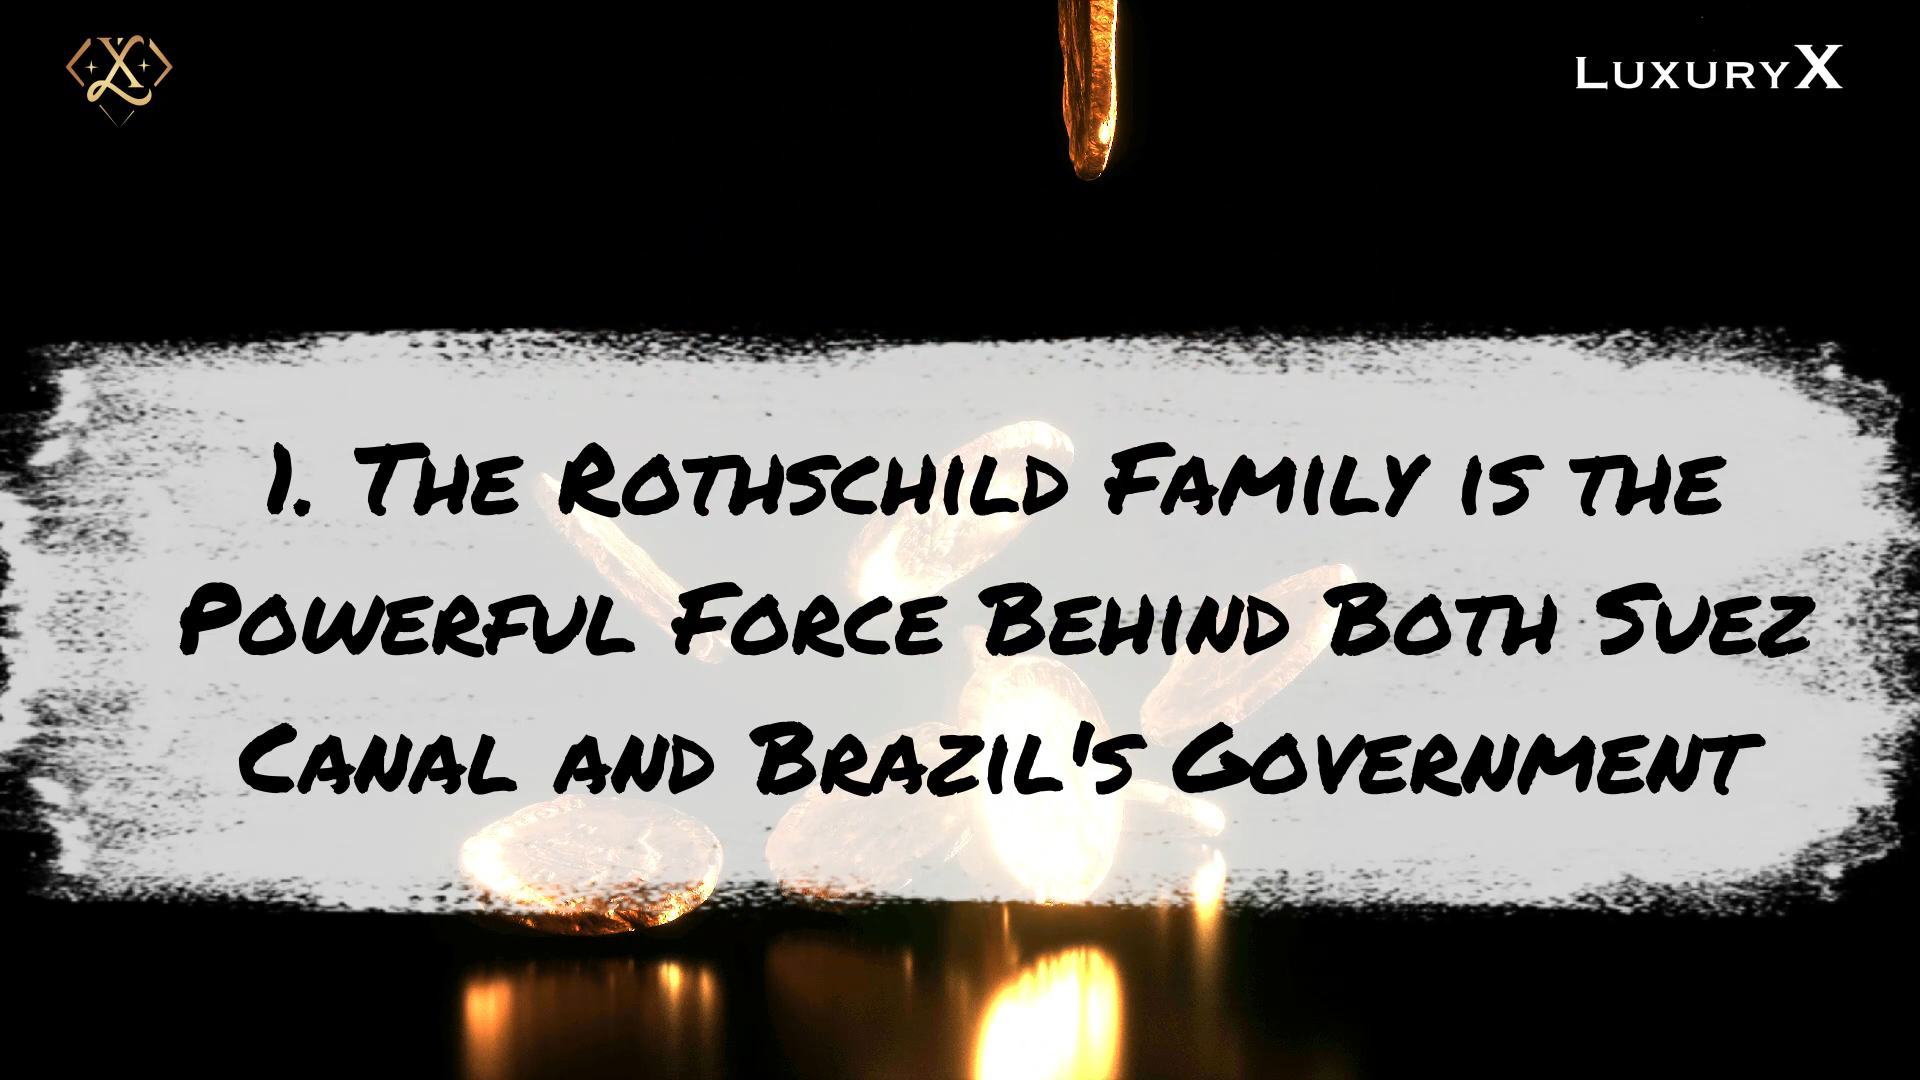 LuxuryX
1. The Rothschild Family is the
Powerful Force Behind Both Suez
Canal and Brazil's Government